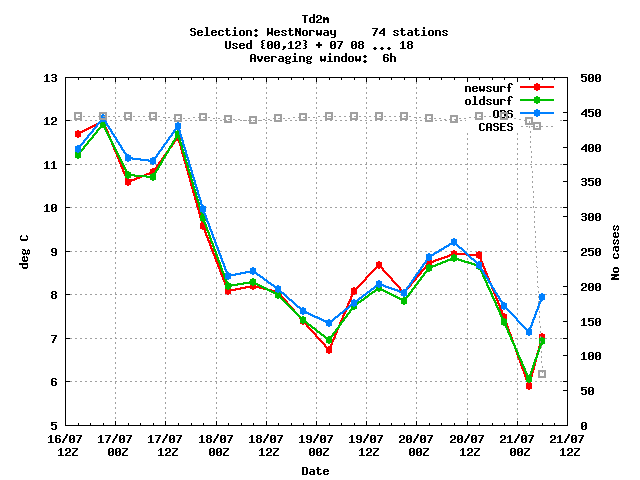 Td2m
Selection: WestNorway     74 stations
Used {00,12} + 07 08 ... 18
Averaging window:  6h
13
12
11
10
9
8
7
6
5
deg C
500
450
400
350
300
250
200
150
100
50
0
No cases
newsurf
oldsurf
OBS
CASES
16/07 17/07 17/07 18/07 18/07 19/07 19/07 20/07 20/07 21/07 21/07
12Z 00Z 12Z 00Z 12Z 00Z 12Z 00Z 12Z 00Z 12Z
Date